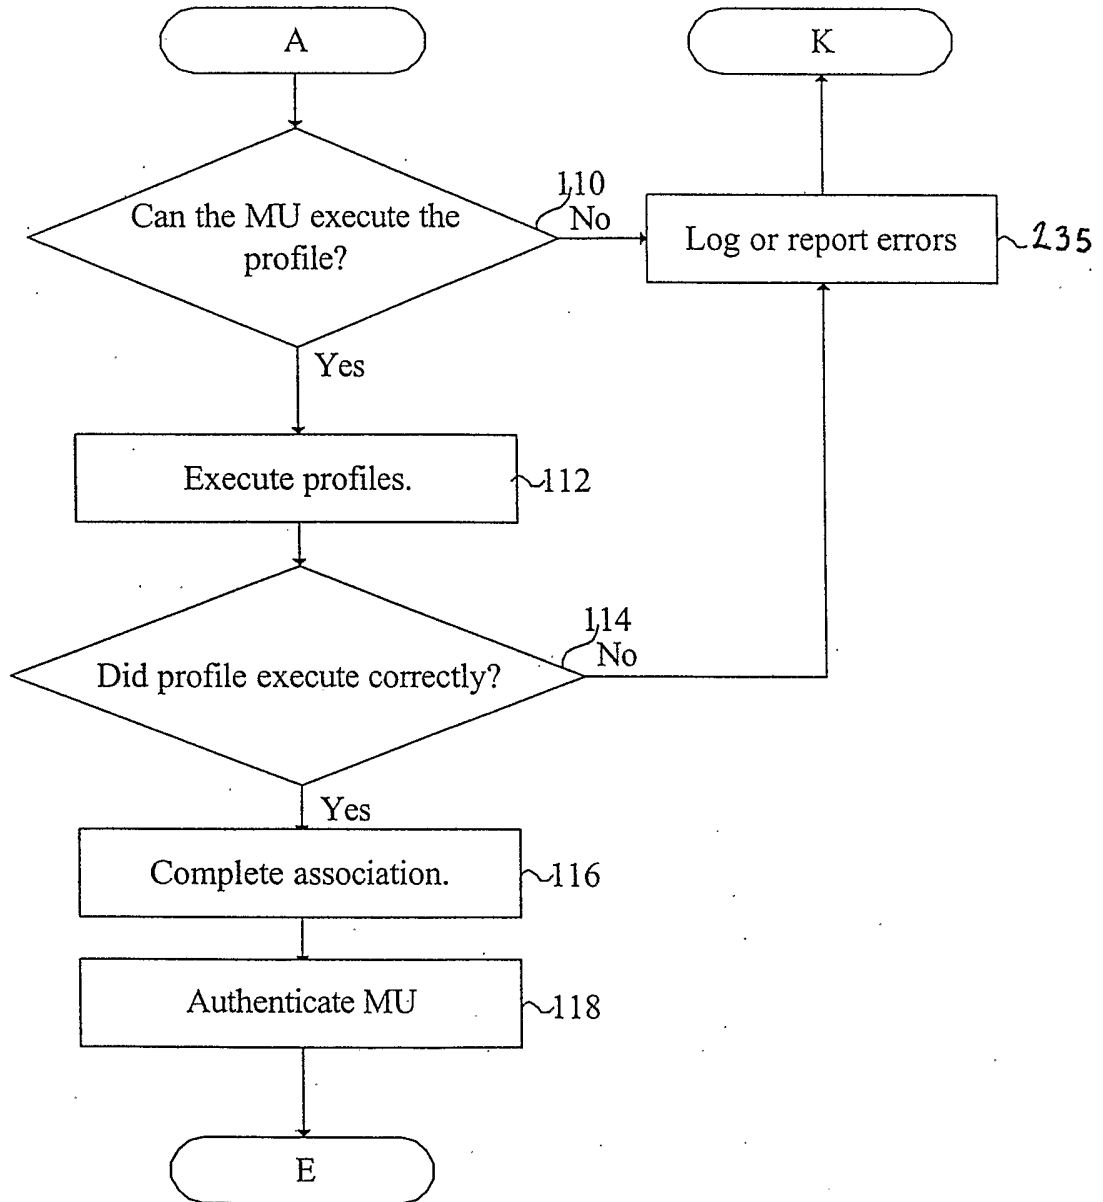 A
K
Can the MU execute the
profile?
110
No
Log or report errors
235
Yes
Execute profiles.
112
Did profile execute correctly?
114
No
Yes
Complete association.
116
Authenticate MU
118
E